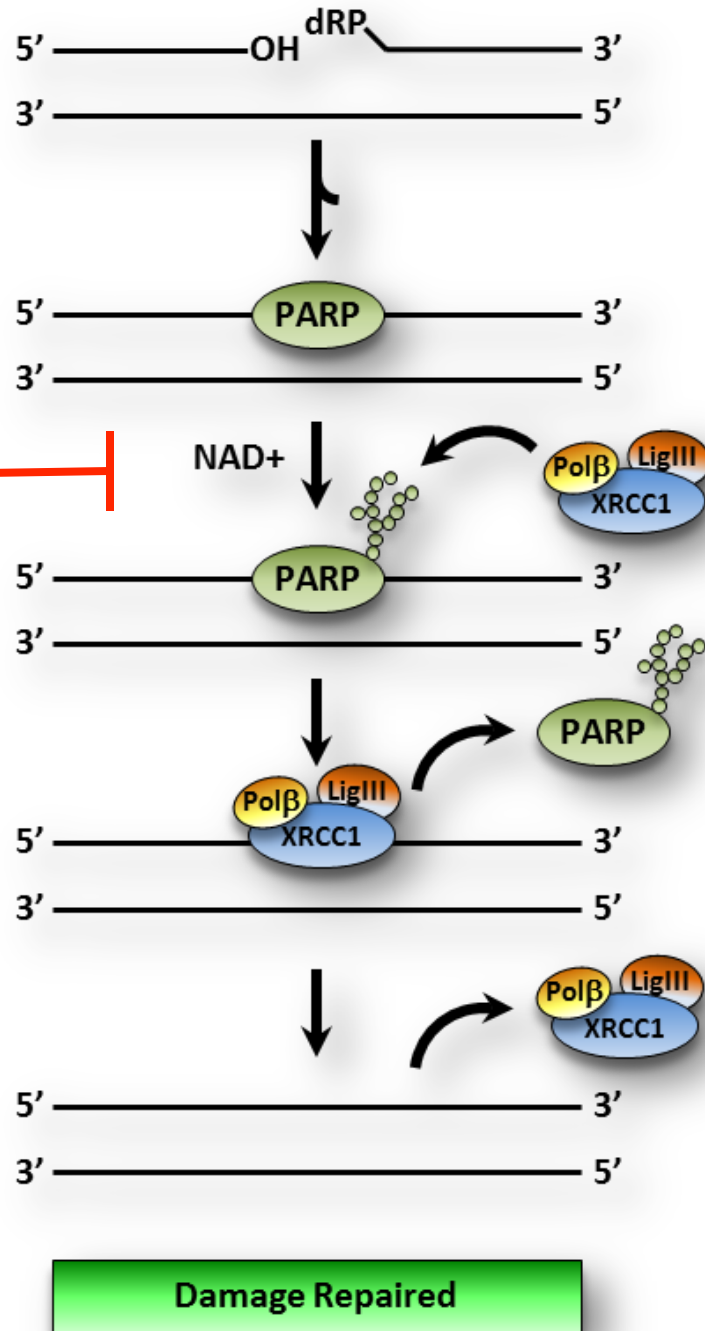 5’ OH dRP 3’
3’ 5’
PARP
5’ 3’
3’ 5’
NAD+
Polβ LigIII
XRCC1
PARP
5’ 3’
3’ 5’
PARP
Polβ LigIII
XRCC1
5’ 3’
3’ 5’
Polβ LigIII
XRCC1
5’ 3’
3’ 5’
Damage Repaired